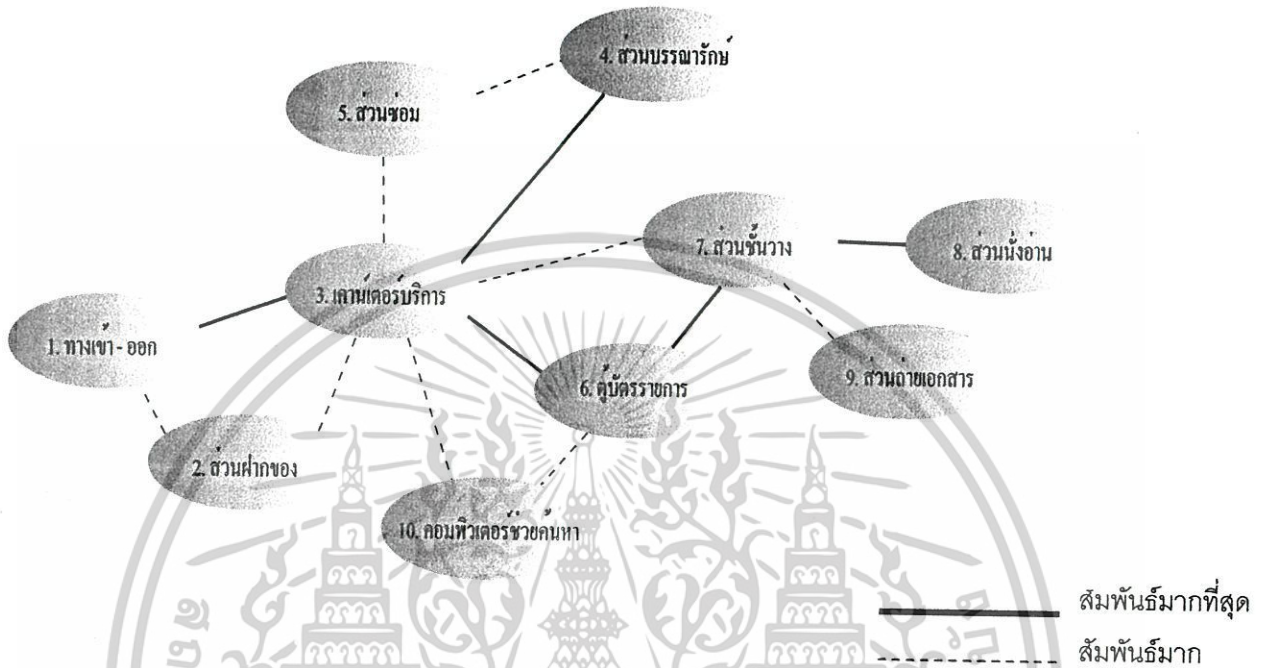 4. ส่วนบรรณารักษ์
5. ส่วนซ่อม
7. ส่วนชั้นวาง
8. ส่วนนั่งอ่าน
3. เคาน์เตอร์บริการ
1. ทางเข้า - ออก
6. ตู้บัตรรายการ
9. ส่วนถ่ายเอกสาร
2. ส่วนฝากของ
10. คอมพิวเตอร์ช่วยค้นหา
สัมพันธ์มากที่สุด
สัมพันธ์มาก